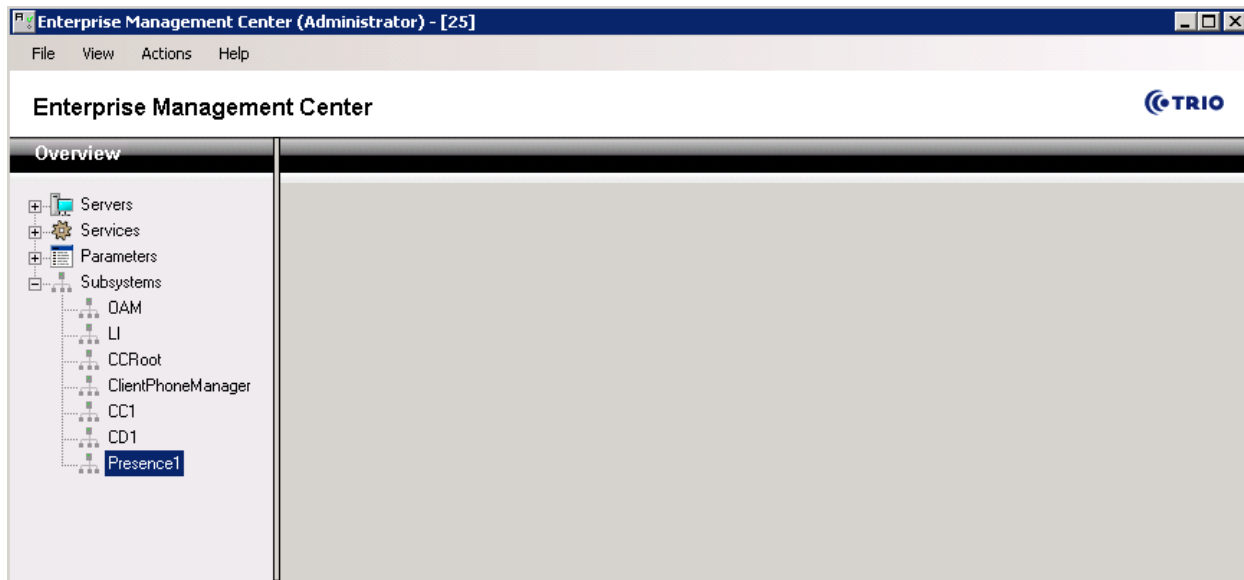 Enterprise Management Center (Administrator) - [25]
File View Actions Help
Enterprise Management Center
TRIO
Overview
Servers
Services
Parameters
Subsystems
OAM
LI
CCRoot
ClientPhoneManager
CC1
CD1
Presence1